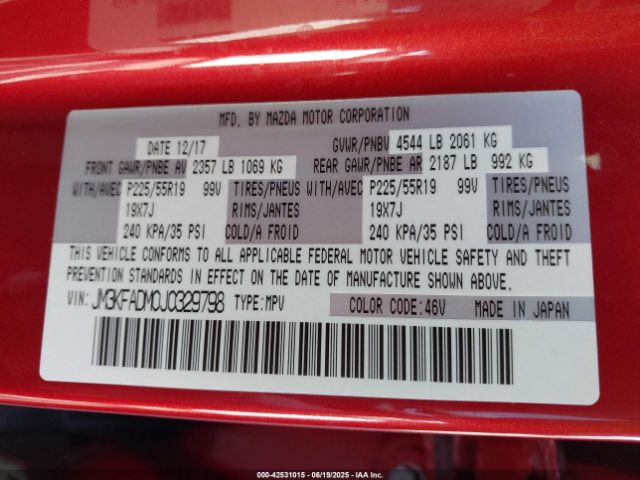 MFD. BY MAZDA MOTOR CORPORATION
DATE 12/17 GVWR/PNBV 4544 LB 2061 KG
FRONT GAWR/PNBE AV 2357 LB 1069 KG REAR GAWR/PNBE AR 2187 LB 992 KG
WITH/AVEC P225/55R19 99V TIRES/PNEUS WITH/AVEC P225/55R19 99V TIRES/PNEUS
19X7J RIMS/JANTES 19X7J RIMS/JANTES
240 KPA/35 PSI COLD/A FROID 240 KPA/35 PSI COLD/A FROID
THIS VEHICLE CONFORMS TO ALL APPLICABLE FEDERAL MOTOR VEHICLE SAFETY AND THEFT
PREVENTION STANDARDS IN EFFECT ON THE DATE OF MANUFACTURE SHOWN ABOVE.
VIN: JM3KFADM0J0329798 TYPE:MPV COLOR CODE:46V MADE IN JAPAN
000-42531015 - 06/19/2025 - IAA Inc.